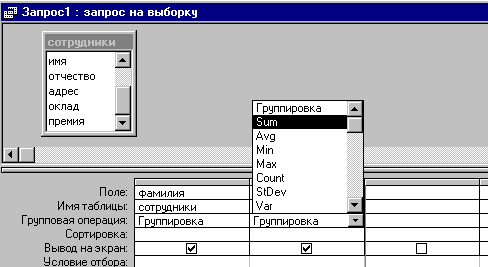 Запрос1 : запрос на выборку
сотрудники
имя
отчество
адрес
оклад
премия
Группировка
Sum
Avg
Min
Max
Count
StDev
Var
Поле: фамилия
Имя таблицы: сотрудники
Групповая операция: Группировка Группировка
Сортировка:
Вывод на экран:
Условие отбора: